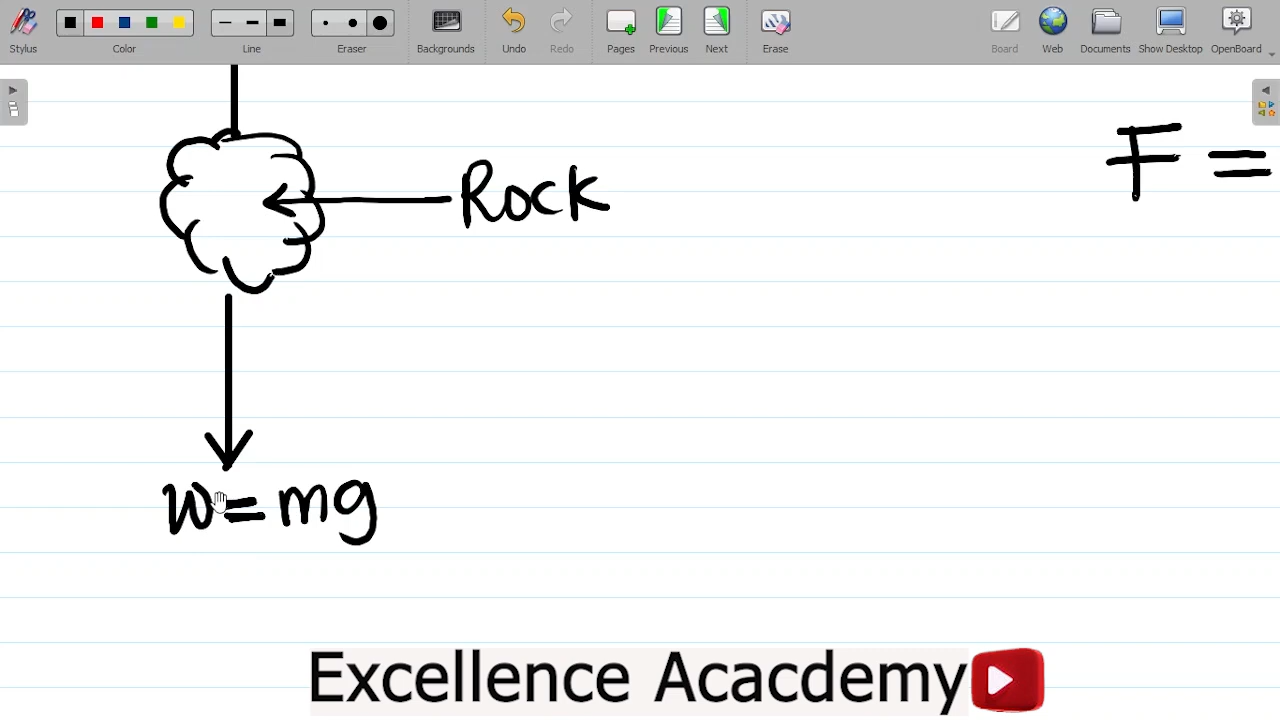 Stylus Color Line Eraser Backgrounds Undo Redo Pages Previous Next Erase Board Web Documents Show Desktop OpenBoard
F =
Rock
w = mg
Excellence Acacdemy